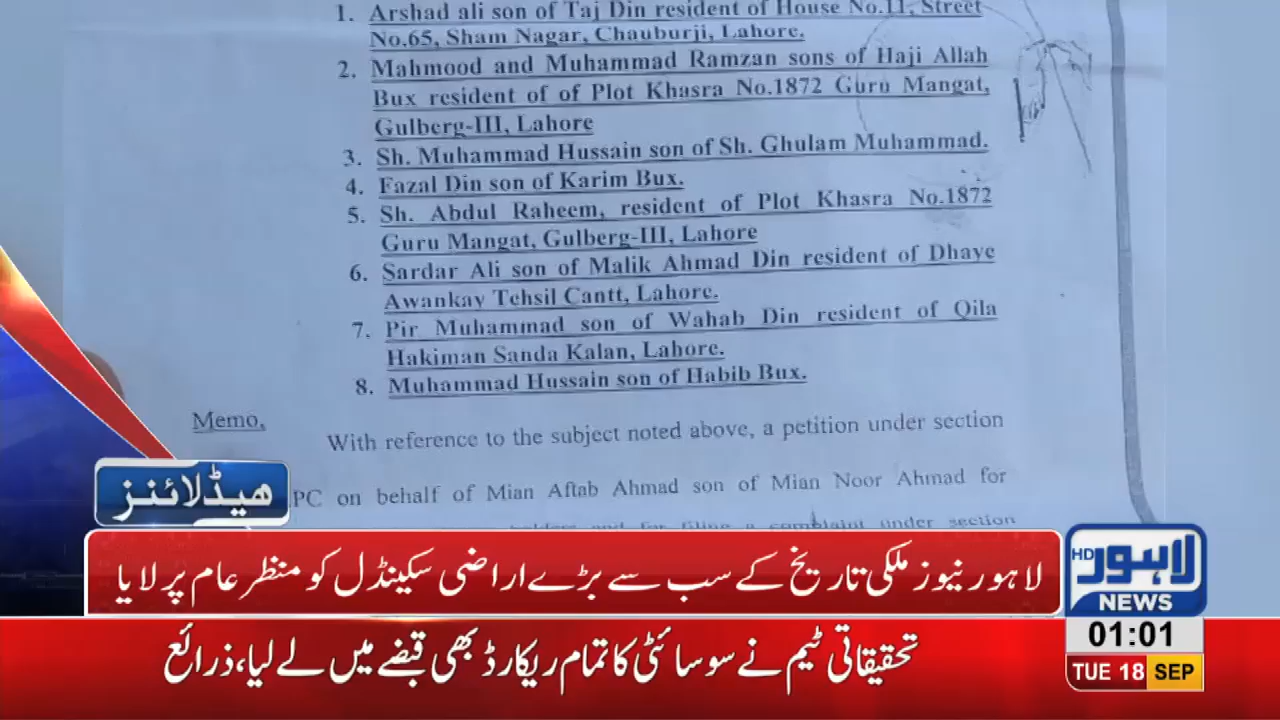 1. Arshad ali son of Taj Din resident of House No.11, Street
No.65, Sham Nagar, Chauburji, Lahore.
2. Mahmood and Muhammad Ramzan sons of Haji Allah
Bux resident of of Plot Khasra No.1872 Guru Mangat,
Gulberg-III, Lahore
3. Sh. Muhammad Hussain son of Sh. Ghulam Muhammad.
4. Fazal Din son of Karim Bux.
5. Sh. Abdul Raheem, resident of Plot Khasra No.1872
Guru Mangat, Gulberg-III, Lahore
6. Sardar Ali son of Malik Ahmad Din resident of Dhaye
Awankay Tehsil Cantt, Lahore.
7. Pir Muhammad son of Wahab Din resident of Qila
Hakiman Sanda Kalan, Lahore.
8. Muhammad Hussain son of Habib Bux.
Memo,
With reference to the subject noted above, a petition under section
PC on behalf of Mian Aftab Ahmad son of Mian Noor Ahmad for
holders and for filing a complaint under section
ہیڈلائنز
لاہور نیوز ملکی تاریخ کے سب سے بڑے اراضی سکینڈل کو منظر عام پر لایا
HD لاہور
NEWS
01:01
TUE 18 SEP
تحقیقاتی ٹیم نے سوسائٹی کا تمام ریکارڈ بھی قبضے میں لے لیا، ذرائع